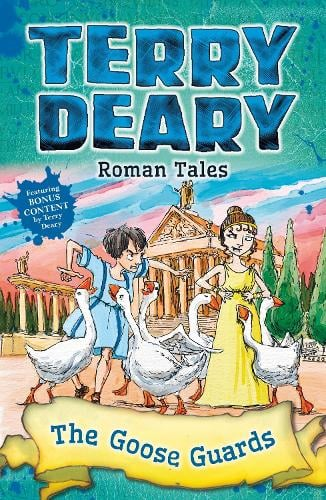 TERRY
DEARY
Roman Tales
Featuring
BONUS
CONTENT
by Terry
Deary
The Goose Guards